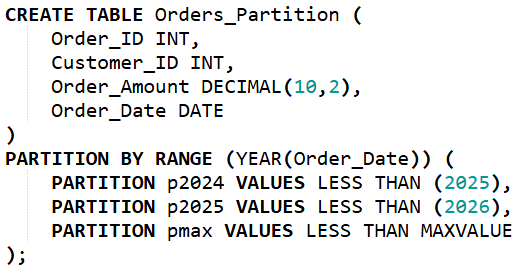 CREATE TABLE Orders_Partition (
    Order_ID INT,
    Customer_ID INT,
    Order_Amount DECIMAL(10,2),
    Order_Date DATE
)
PARTITION BY RANGE (YEAR(Order_Date)) (
    PARTITION p2024 VALUES LESS THAN (2025),
    PARTITION p2025 VALUES LESS THAN (2026),
    PARTITION pmax VALUES LESS THAN MAXVALUE
);